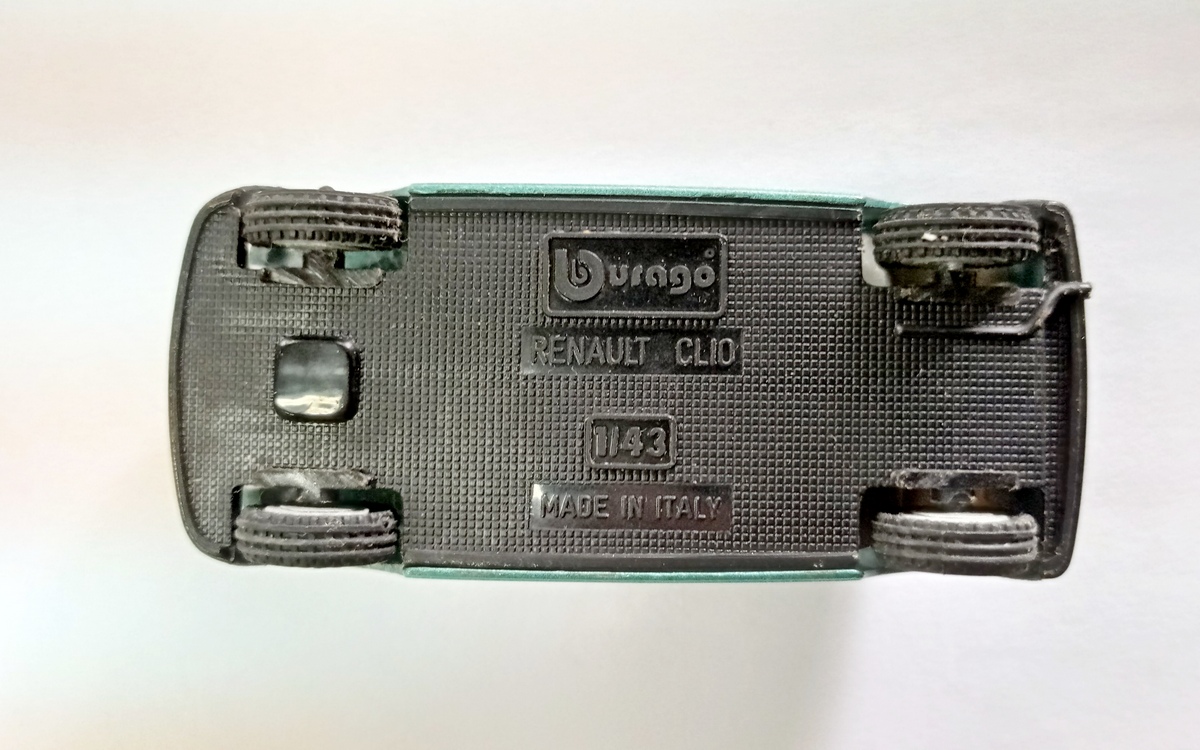 burago
RENAULT CLIO
1/43
MADE IN ITALY